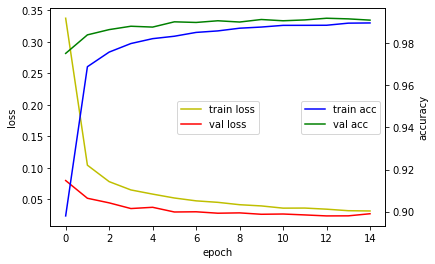 0.35
0.30
0.25
0.20
0.15
0.10
0.05
loss
train loss
val loss
train acc
val acc
0.98
0.96
0.94
0.92
0.90
accuracy
0 2 4 6 8 10 12 14
epoch